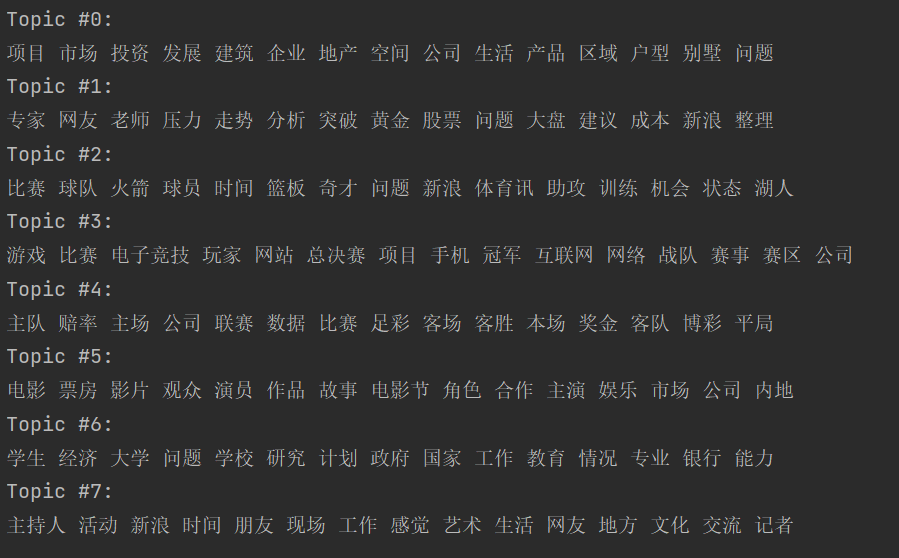 Topic #0:
项目 市场 投资 发展 建筑 企业 地产 空间 公司 生活 产品 区域 户型 别墅 问题
Topic #1:
专家 网友 老师 压力 走势 分析 突破 黄金 股票 问题 大盘 建议 成本 新浪 整理
Topic #2:
比赛 球队 火箭 球员 时间 篮板 奇才 问题 新浪 体育讯 助攻 训练 机会 状态 湖人
Topic #3:
游戏 比赛 电子竞技 玩家 网站 总决赛 项目 手机 冠军 互联网 网络 战队 赛事 赛区 公司
Topic #4:
主队 赔率 主场 公司 联赛 数据 比赛 足彩 客场 客胜 本场 奖金 客队 博彩 平局
Topic #5:
电影 票房 影片 观众 演员 作品 故事 电影节 角色 合作 主演 娱乐 市场 公司 内地
Topic #6:
学生 经济 大学 问题 学校 研究 计划 政府 国家 工作 教育 情况 专业 银行 能力
Topic #7:
主持人 活动 新浪 时间 朋友 现场 工作 感觉 艺术 生活 网友 地方 文化 交流 记者